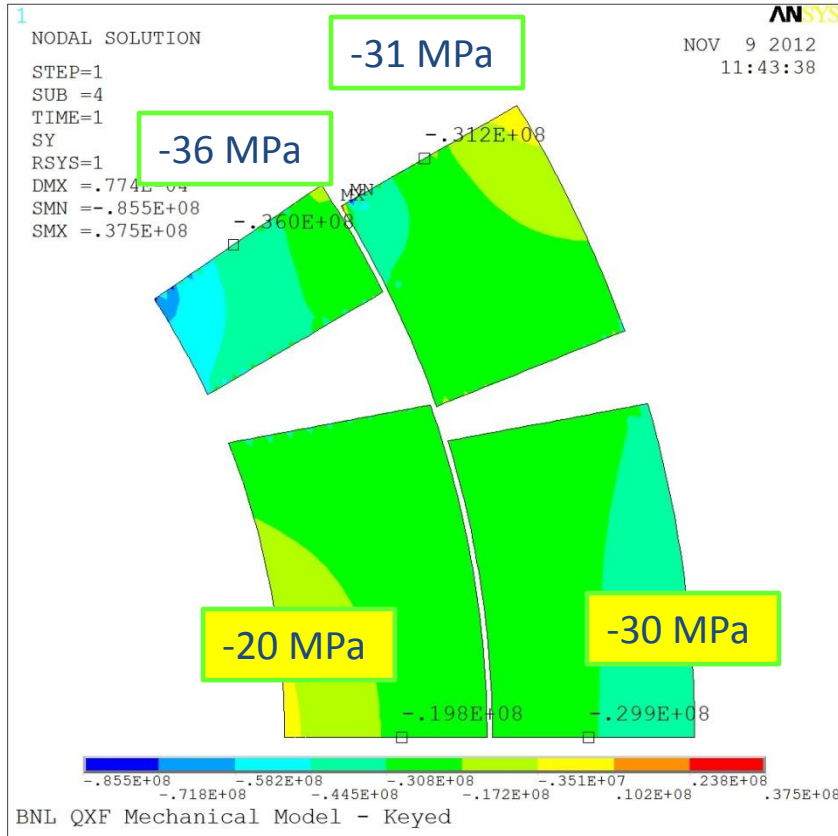 1
ANSYS
NODAL SOLUTION
NOV 9 2012
11:43:38
STEP=1
SUB =4
TIME=1
SY
RSYS=1
DMX =.774E-04
SMN =-.855E+08
SMX =.375E+08
-31 MPa
-36 MPa
-.312E+08
MX
MN
-.360E+08
-20 MPa
-30 MPa
-.198E+08
-.299E+08
-.855E+08 -.582E+08 -.308E+08 -.351E+07 .238E+08
-.718E+08 -.445E+08 -.172E+08 .102E+08 .375E+08
BNL QXF Mechanical Model - Keyed